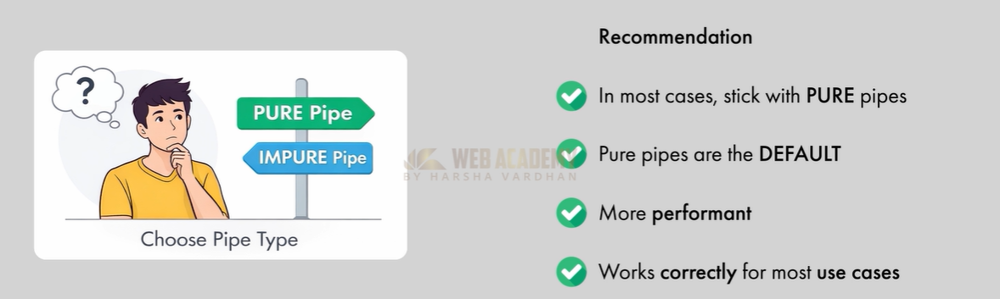 ?
PURE Pipe
IMPURE Pipe
Choose Pipe Type
WEB ACADEM
BY HARSHA VARDHAN
Recommendation
In most cases, stick with PURE pipes
Pure pipes are the DEFAULT
More performant
Works correctly for most use cases